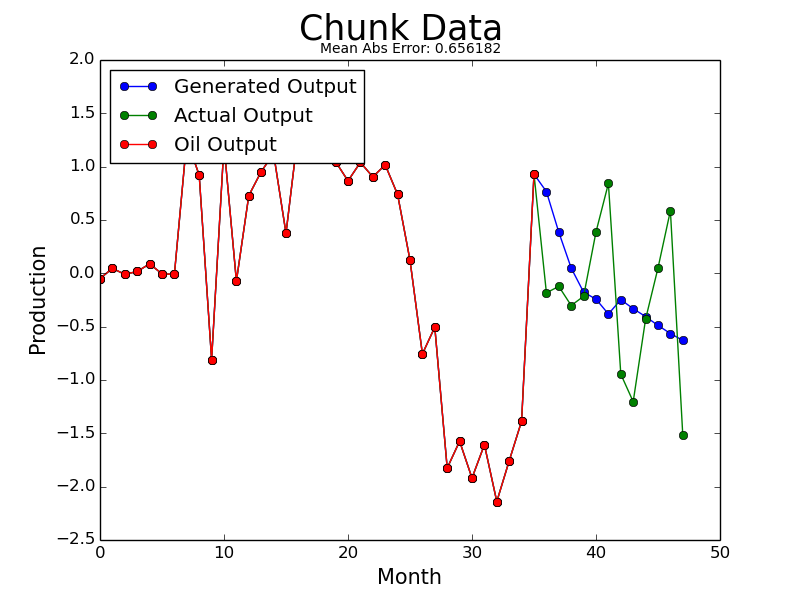 Chunk Data
Mean Abs Error: 0.656182
Generated Output
Actual Output
Oil Output
2.0
1.5
1.0
0.5
0.0
−0.5
−1.0
−1.5
−2.0
−2.5
Production
0 10 20 30 40 50
Month